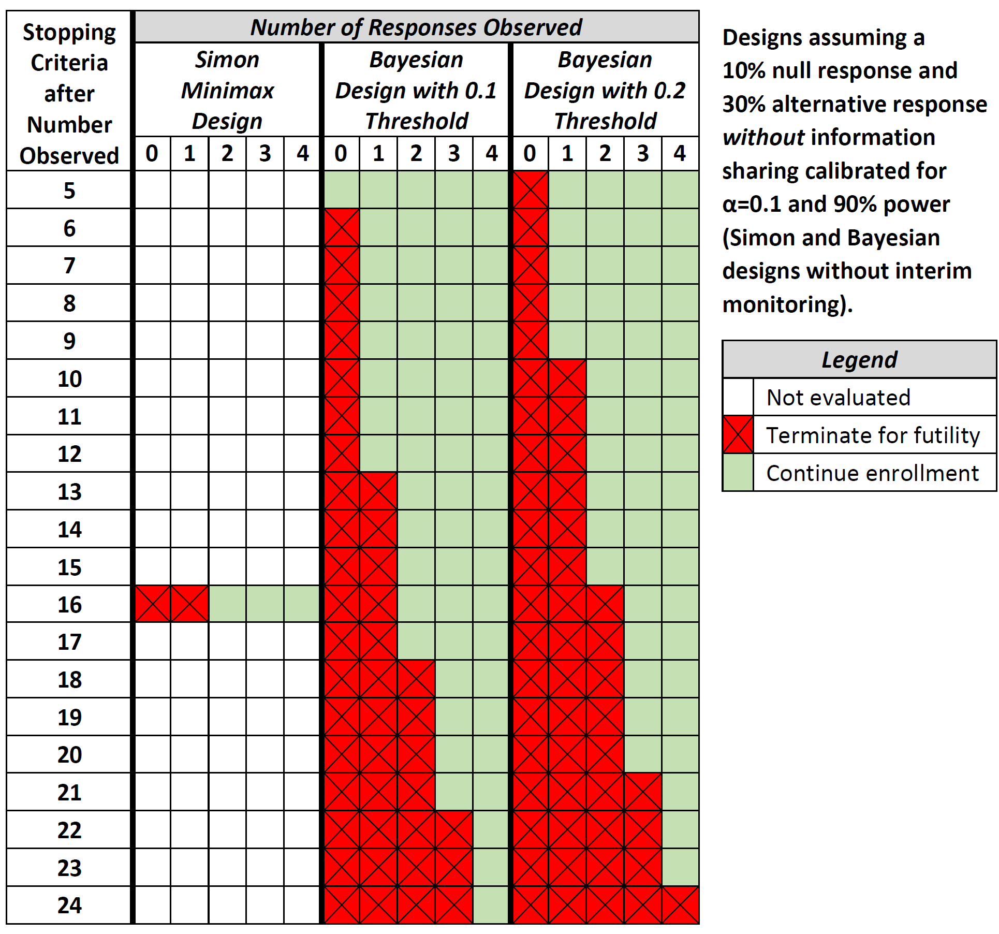 Stopping
Criteria
after
Number
Observed
Number of Responses Observed
Simon
Minimax
Design
Bayesian
Design with 0.1
Threshold
Bayesian
Design with 0.2
Threshold
0 1 2 3 4 0 1 2 3 4 0 1 2 3 4
5
6
7
8
9
10
11
12
13
14
15
16
17
18
19
20
21
22
23
24
Designs assuming a
10% null response and
30% alternative response
without information
sharing calibrated for
α=0.1 and 90% power
(Simon and Bayesian
designs without interim
monitoring).
Legend
Not evaluated
Terminate for futility
Continue enrollment